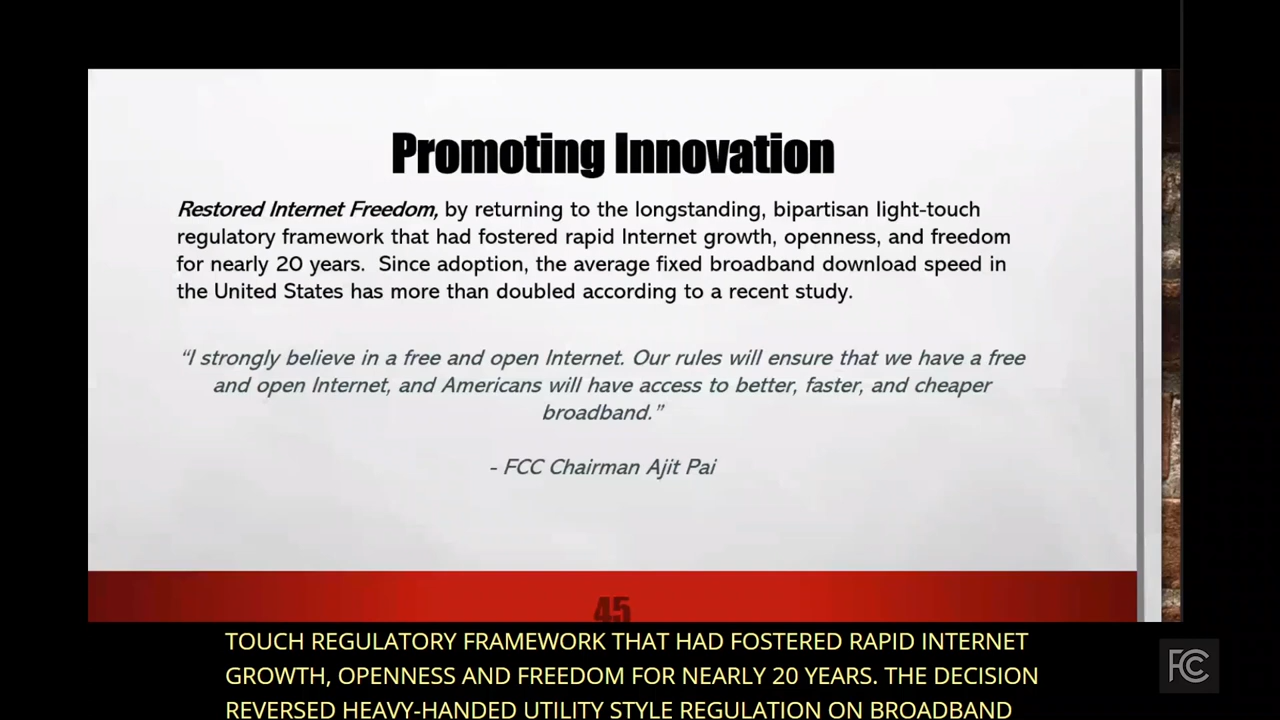 Promoting Innovation
Restored Internet Freedom, by returning to the longstanding, bipartisan light-touch
regulatory framework that had fostered rapid Internet growth, openness, and freedom
for nearly 20 years.  Since adoption, the average fixed broadband download speed in
the United States has more than doubled according to a recent study.
“I strongly believe in a free and open Internet. Our rules will ensure that we have a free
and open Internet, and Americans will have access to better, faster, and cheaper
broadband.”
- FCC Chairman Ajit Pai
45
TOUCH REGULATORY FRAMEWORK THAT HAD FOSTERED RAPID INTERNET
GROWTH, OPENNESS AND FREEDOM FOR NEARLY 20 YEARS. THE DECISION
REVERSED HEAVY-HANDED UTILITY STYLE REGULATION ON BROADBAND
FCC